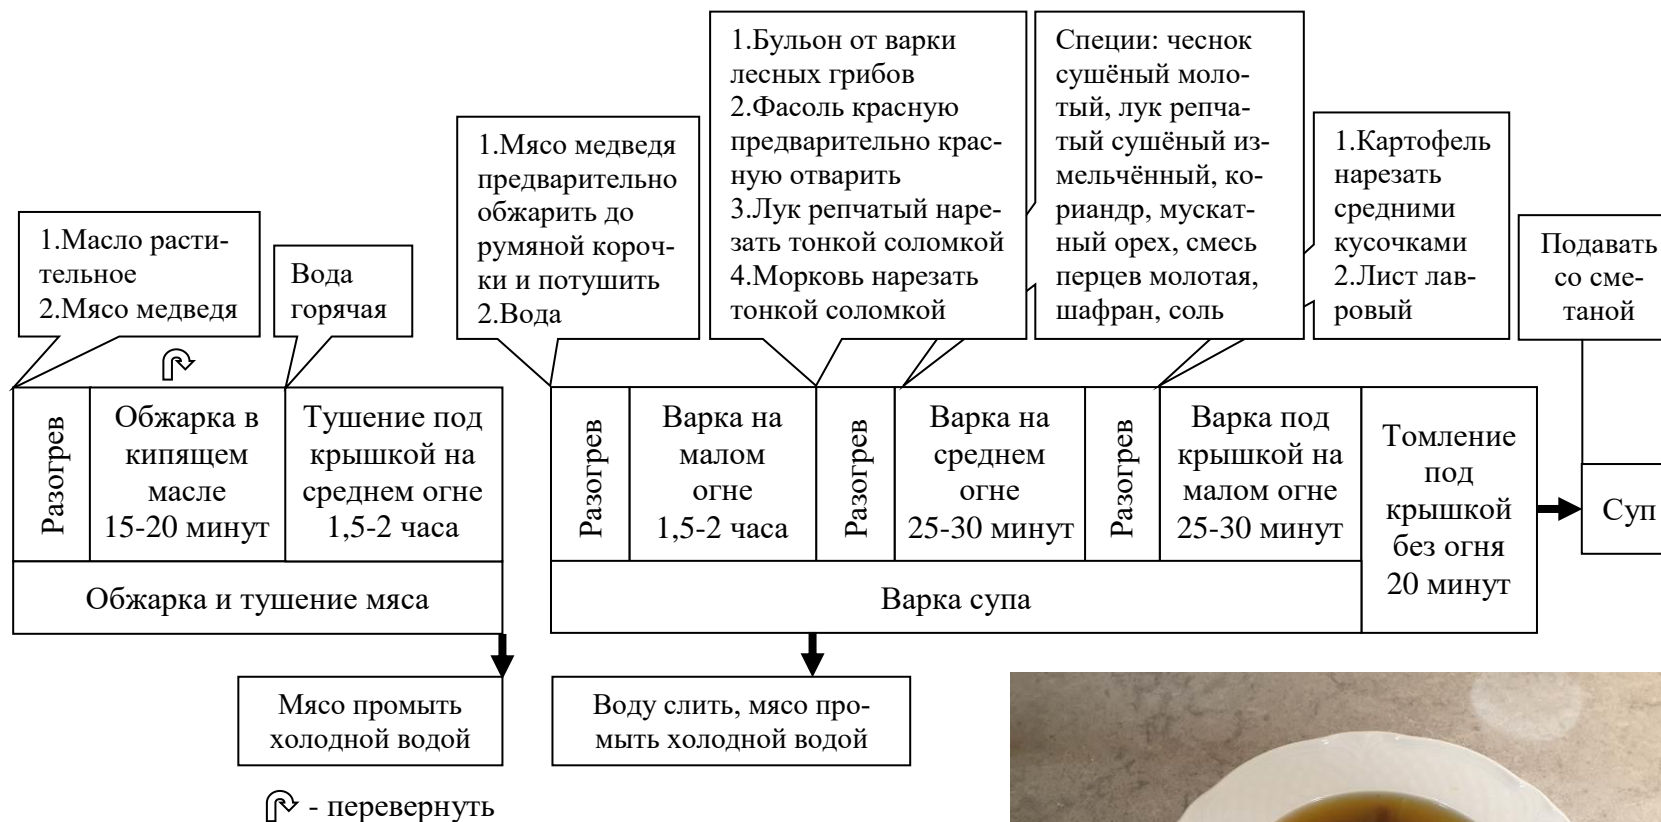 1.Масло расти-
тельное
2.Мясо медведя
Вода
горячая
1.Мясо медведя
предварительно
обжарить до
румяной короч-
ки и потушить
2.Вода
1.Бульон от варки
лесных грибов
2.Фасоль красную
предварительно крас-
ную отварить
3.Лук репчатый наре-
зать тонкой соломкой
4.Морковь нарезать
тонкой соломкой
Специи: чеснок
сушёный моло-
тый, лук репча-
тый сушёный из-
мельчённый, ко-
риандр, мускат-
ный орех, смесь
перцев молотая,
шафран, соль
1.Картофель
нарезать
средними
кусочками
2.Лист лав-
ровый
Подавать
со сме-
таной
Разогрев
Обжарка в
кипящем
масле
15-20 минут
Тушение под
крышкой на
среднем огне
1,5-2 часа
Обжарка и тушение мяса
Разогрев
Варка на
малом
огне
1,5-2 часа
Разогрев
Варка на
среднем
огне
25-30 минут
Разогрев
Варка под
крышкой на
малом огне
25-30 минут
Варка супа
Томление
под
крышкой
без огня
20 минут
Суп
Мясо промыть
холодной водой
Воду слить, мясо про-
мыть холодной водой
- перевернуть